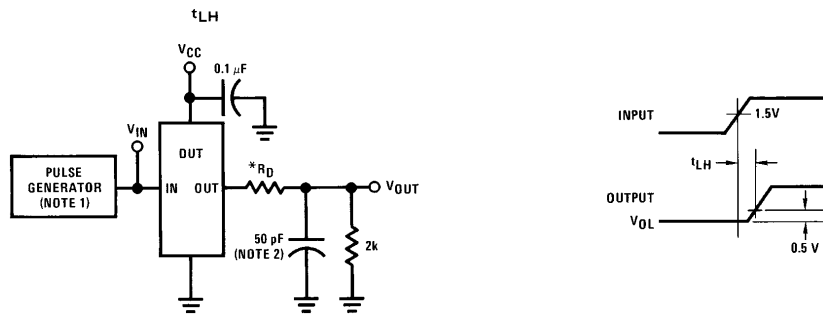 tLH
VCC
0.1 μF
VIN
DUT
PULSE
GENERATOR
(NOTE 1)
IN
OUT
*RD
VOUT
50 pF
(NOTE 2)
2k
INPUT
1.5V
tLH
OUTPUT
VOL
0.5 V